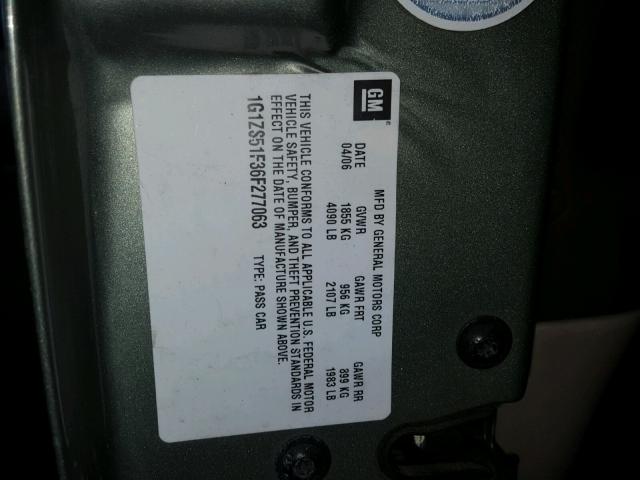 GM
MFD BY GENERAL MOTORS CORP
DATE GVWR GAWR FRT GAWR RR
04/06 1855 KG 956 KG 899 KG
4090 LB 2107 LB 1983 LB
THIS VEHICLE CONFORMS TO ALL APPLICABLE U.S. FEDERAL MOTOR
VEHICLE SAFETY, BUMPER, AND THEFT PREVENTION STANDARDS IN
EFFECT ON THE DATE OF MANUFACTURE SHOWN ABOVE.
1G1ZS51F36F277063 TYPE: PASS CAR